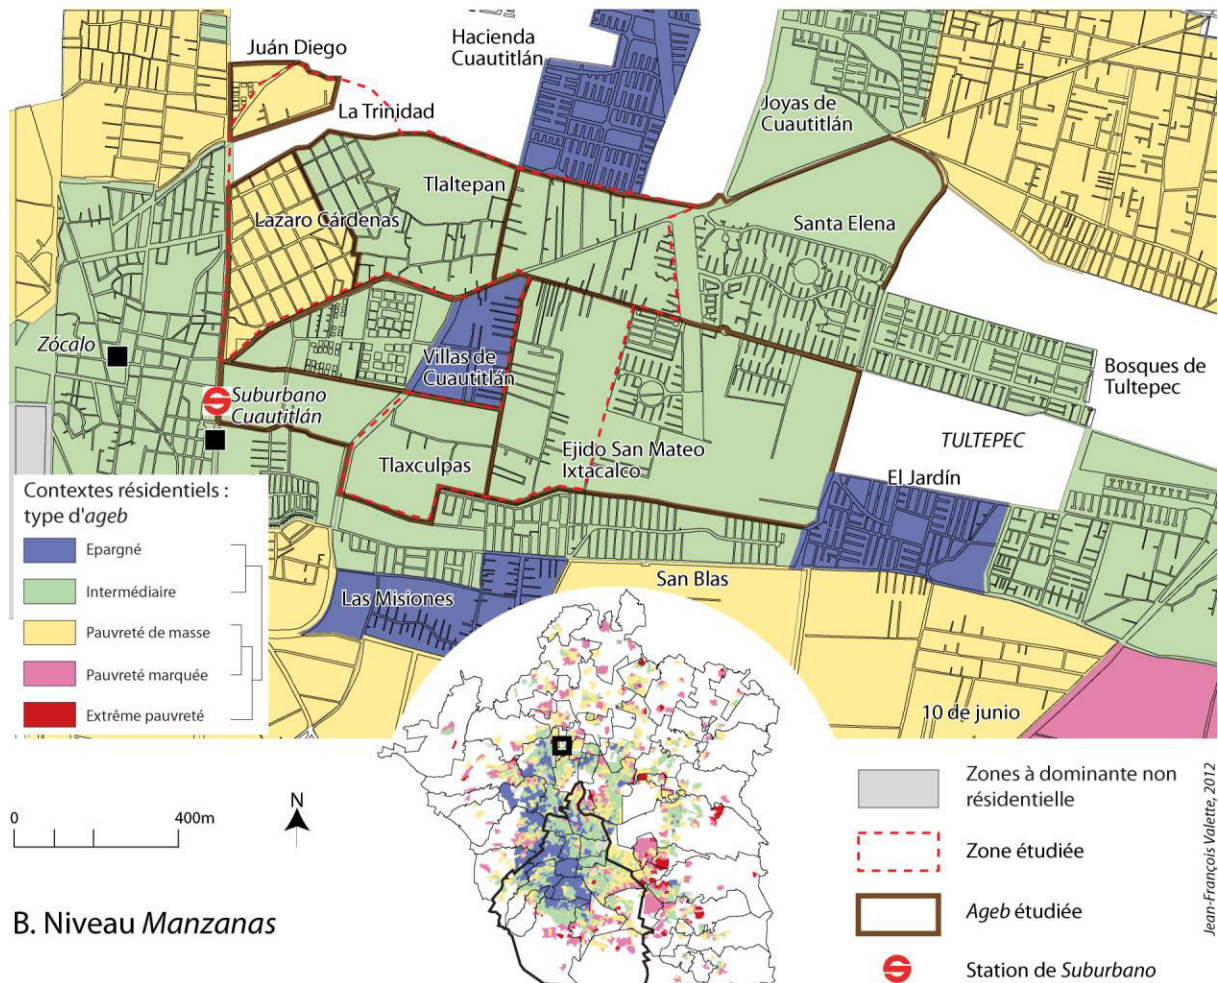 Juán Diego
Hacienda
Cuautitlán
La Trinidad
Joyas de
Cuautitlán
Tlaltepan
Lazaro Cárdenas
Santa Elena
Zócalo
Villas de
Cuautitlán
Suburbano
Cuautitlán
Bosques de
Tultepec
TULTEPEC
Tlaxculpas
Ejido San Mateo
Ixtacalco
El Jardín
Contextes résidentiels :
type d'ageb
Epargné
Intermédiaire
Pauvreté de masse
Pauvreté marquée
Extrême pauvreté
San Blas
Las Misiones
10 de junio
0
400m
N
B. Niveau Manzanas
Zones à dominante non
résidentielle
Zone étudiée
Ageb étudiée
Station de Suburbano
Jean-François Valette, 2012